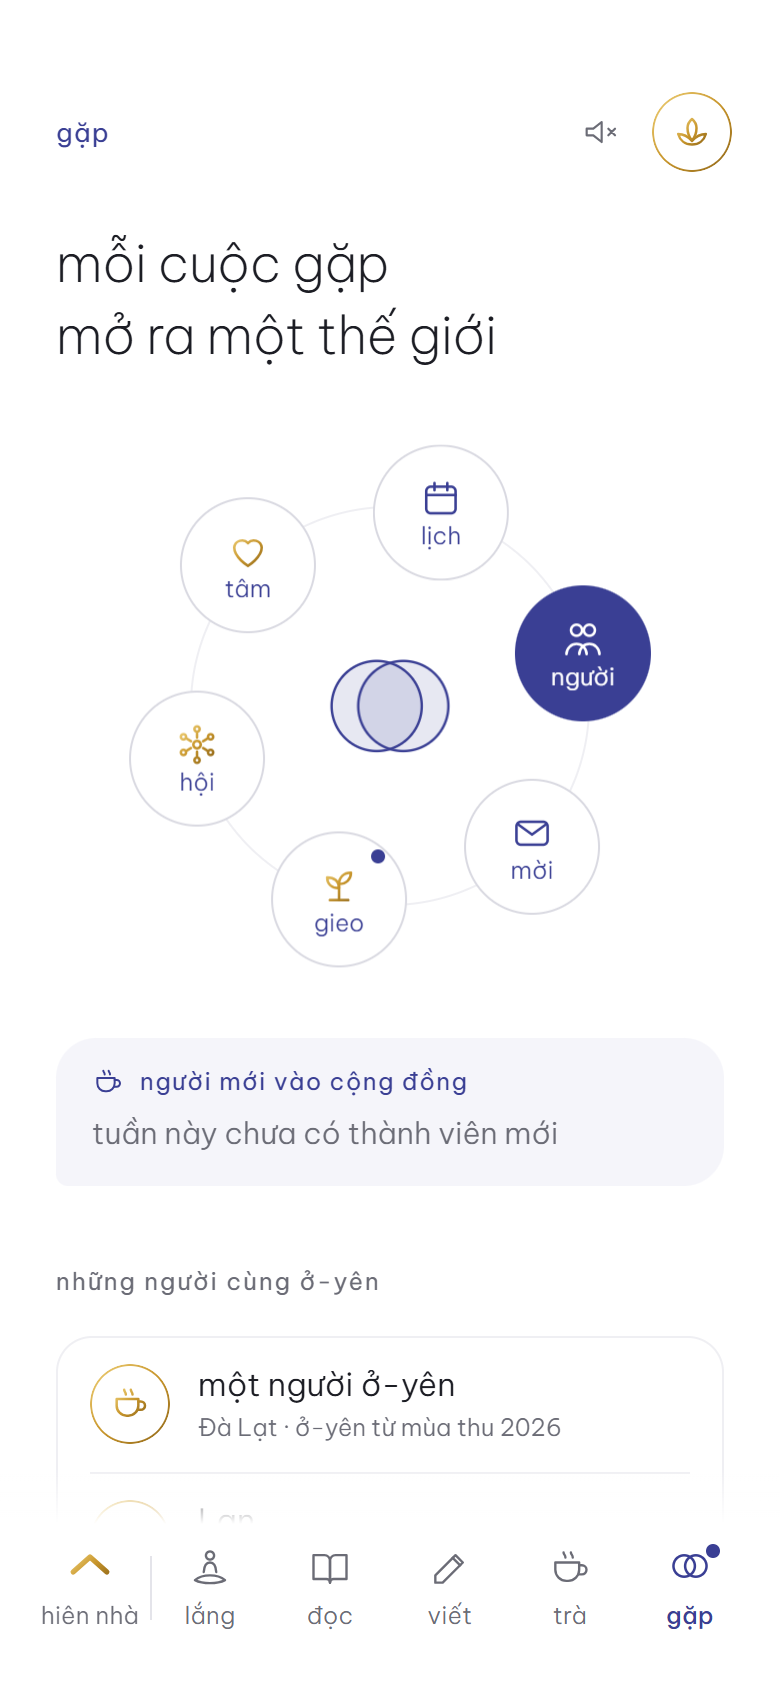 gặp
mỗi cuộc gặp
mở ra một thế giới
lịch
tâm
người
hội
mời
gieo
người mới vào cộng đồng
tuần này chưa có thành viên mới
những người cùng ở-yên
một người ở-yên
Đà Lạt · ở-yên từ mùa thu 2026
hiên nhà
lắng
đọc
viết
trà
gặp